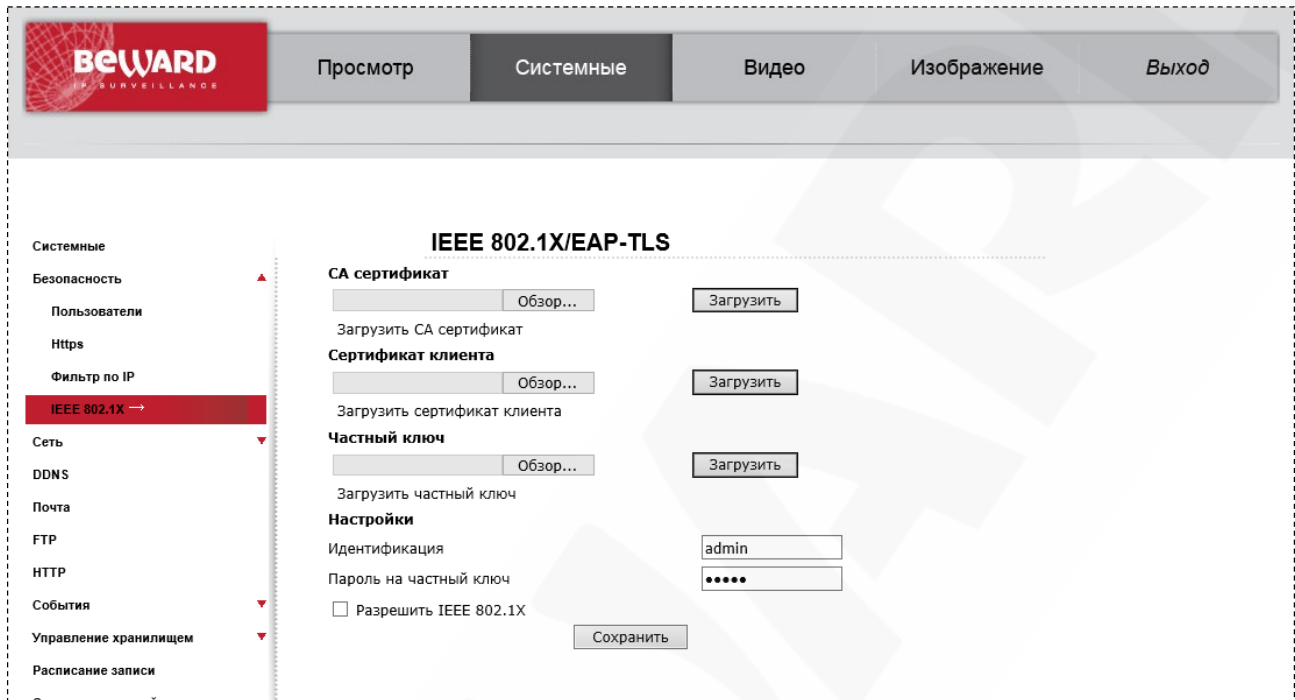 BEWARD
IP SURVEILLANCE
Просмотр
Системные
Видео
Изображение
Выход
Системные
Безопасность
Пользователи
Https
Фильтр по IP
IEEE 802.1X →
Сеть
DDNS
Почта
FTP
HTTP
События
Управление хранилищем
Расписание записи
IEEE 802.1X/EAP-TLS
CA сертификат
Обзор...
Загрузить
Загрузить CA сертификат
Сертификат клиента
Обзор...
Загрузить
Загрузить сертификат клиента
Частный ключ
Обзор...
Загрузить
Загрузить частный ключ
Настройки
Идентификация
admin
Пароль на частный ключ
•••••
Разрешить IEEE 802.1X
Сохранить